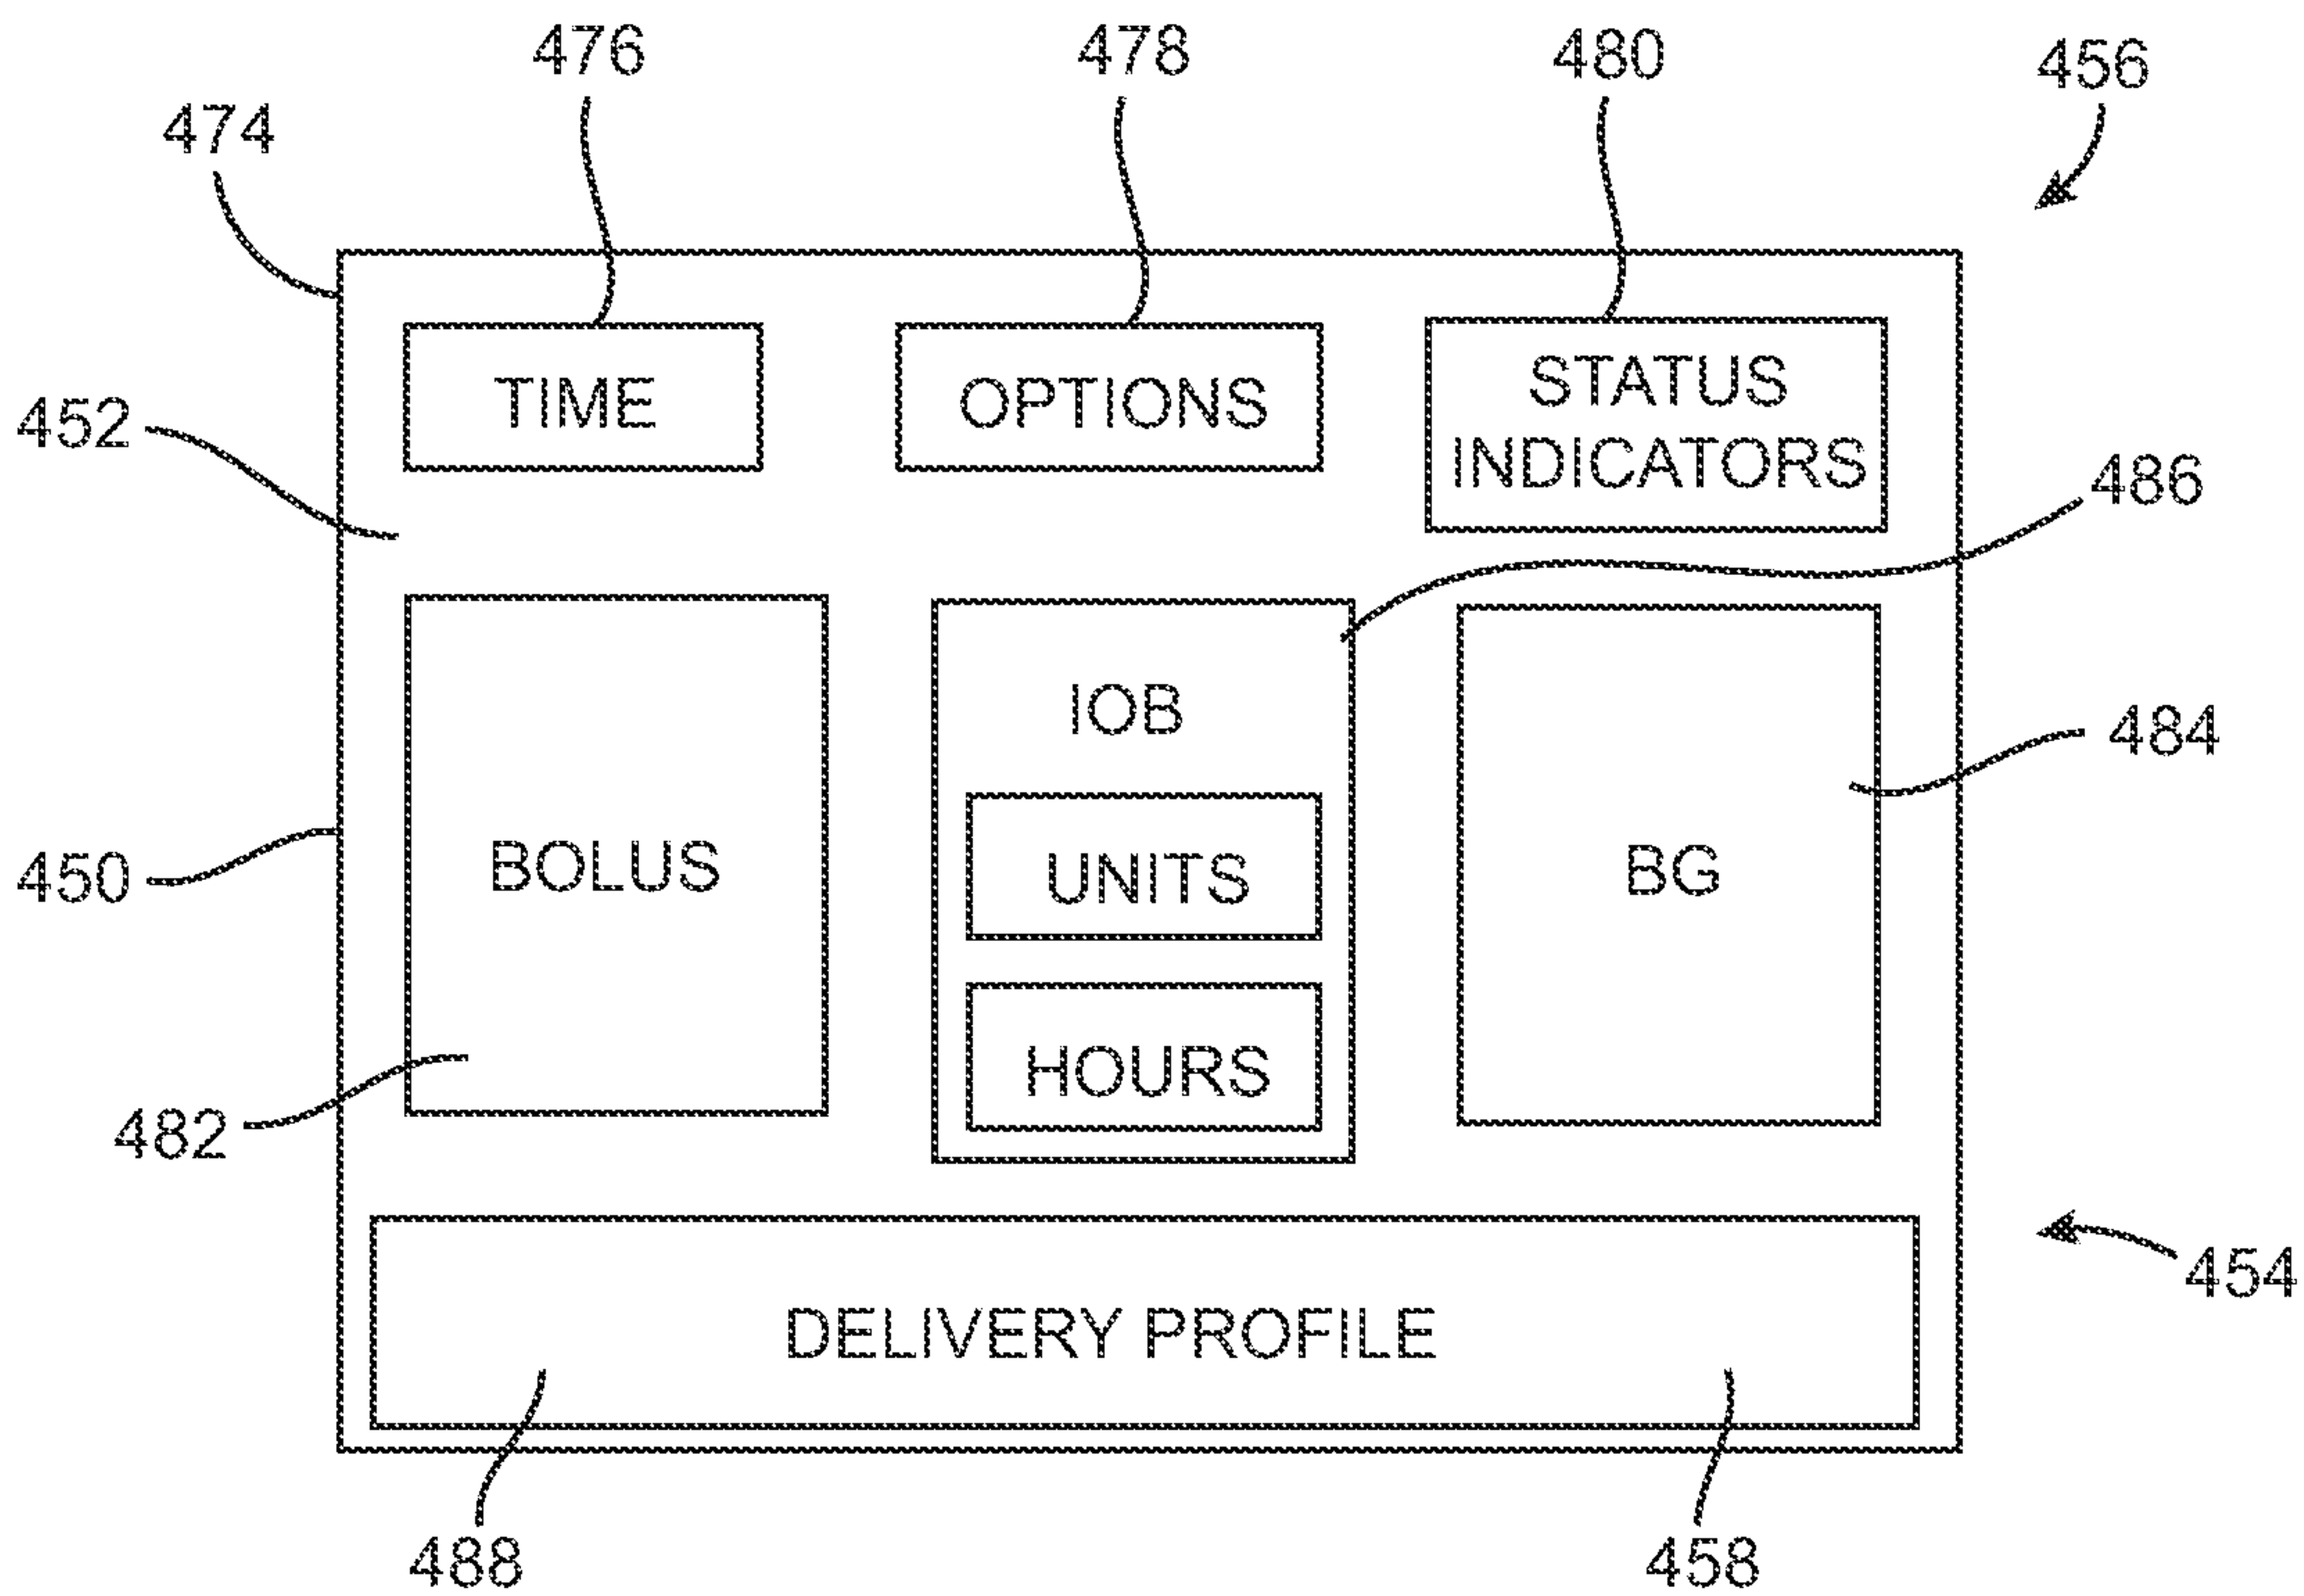 476
478
480
456
474
TIME
OPTIONS
STATUS
INDICATORS
452
486
IOB
484
BOLUS
UNITS
BG
450
HOURS
482
454
DELIVERY PROFILE
488
458